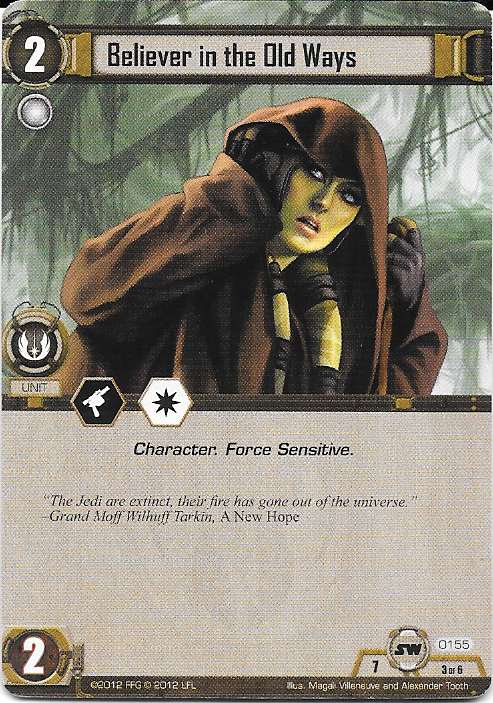 2
Believer in the Old Ways
UNIT
Character. Force Sensitive.
“The Jedi are extinct, their fire has gone out of the universe.”
–Grand Moff Wilhuff Tarkin, A New Hope
2
7
SW
0155
3 OF 6
©2012 FFG © 2012 LFL
Illus. Magali Villeneuve and Alexander Tooth